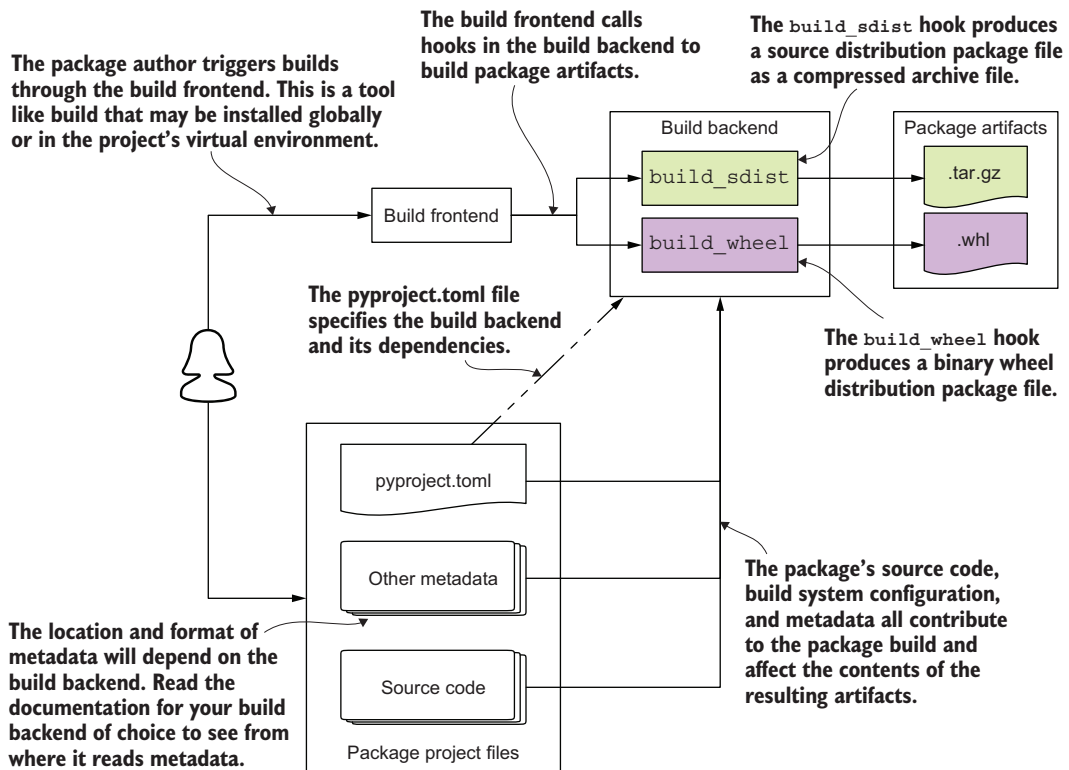 The package author triggers builds
through the build frontend. This is a tool
like build that may be installed globally
or in the project's virtual environment.
The build frontend calls
hooks in the build backend to
build package artifacts.
The build_sdist hook produces
a source distribution package file
as a compressed archive file.
Build backend
Package artifacts
build_sdist
.tar.gz
Build frontend
build_wheel
.whl
The pyproject.toml file
specifies the build backend
and its dependencies.
The build_wheel hook
produces a binary wheel
distribution package file.
pyproject.toml
Other metadata
Source code
Package project files
The location and format of
metadata will depend on the
build backend. Read the
documentation for your build
backend of choice to see from
where it reads metadata.
The package's source code,
build system configuration,
and metadata all contribute
to the package build and
affect the contents of the
resulting artifacts.